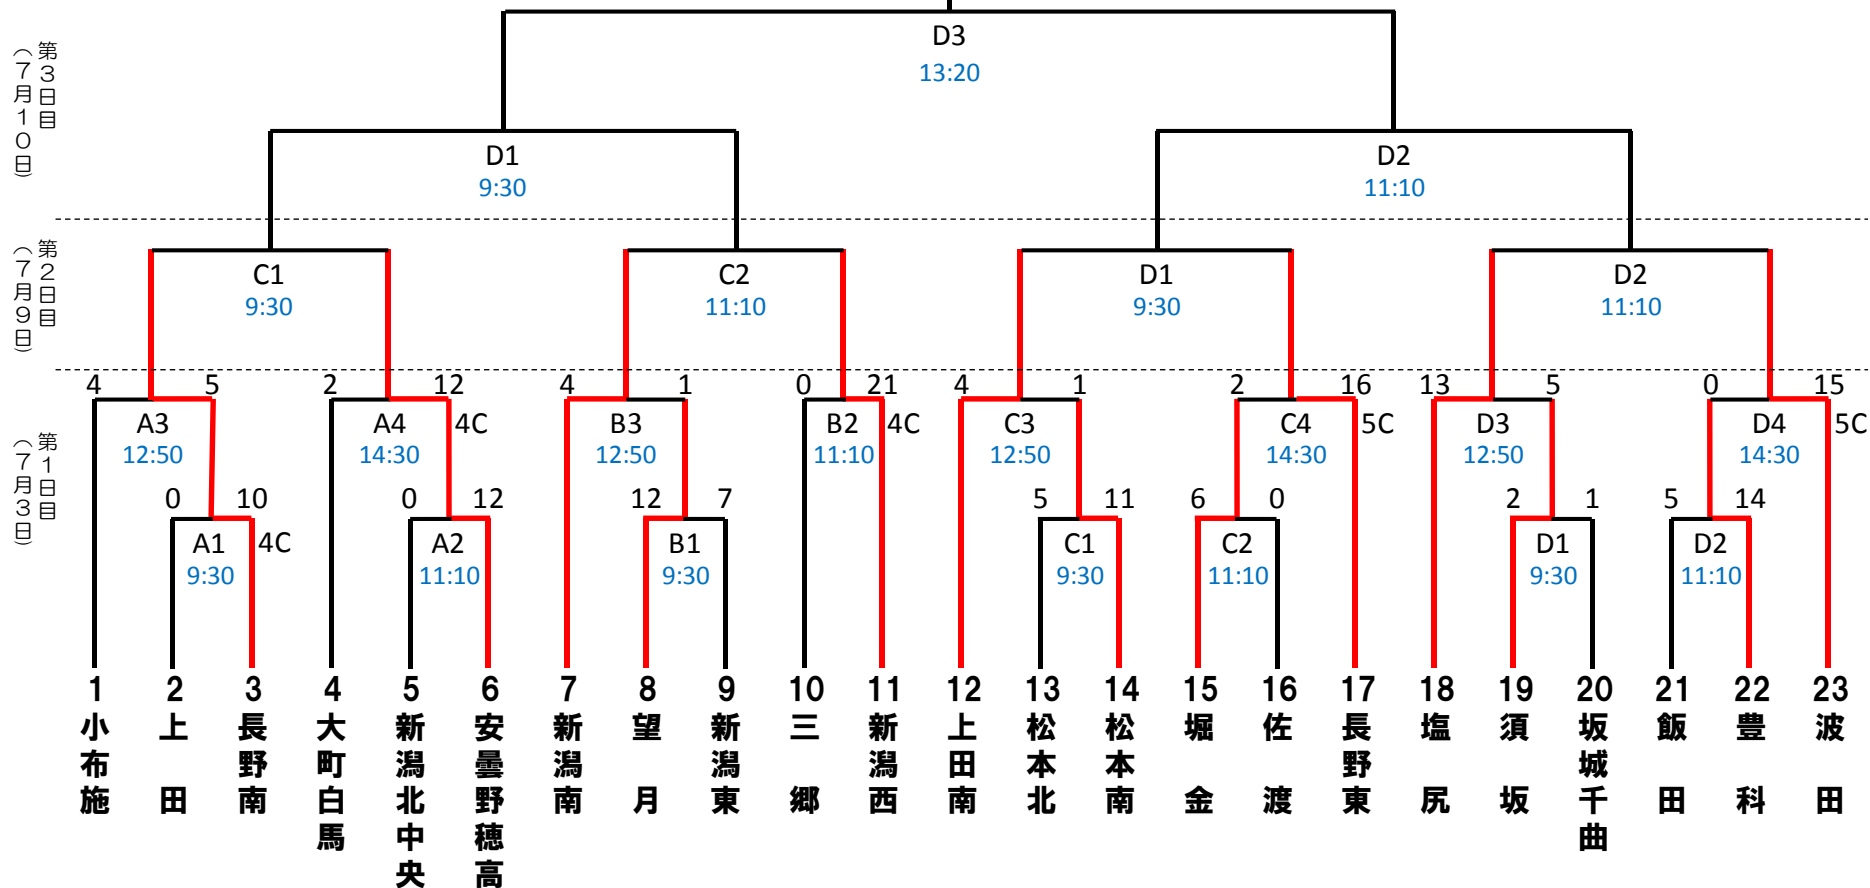 D3
13:20
第3日目
（7月10日）
D1
9:30
D2
11:10
第2日目
（7月9日）
C1
9:30
C2
11:10
D1
9:30
D2
11:10
第1日目
（7月3日）
4 5 2 12 4 1 0 21 4 1 2 16 13 5 0 15
A3 A4 4C B3 B2 4C C3 C4 5C D3 D4 5C
12:50 14:30 12:50 11:10 12:50 14:30 12:50 14:30
0 10 0 12 12 7 5 11 6 0 2 1 5 14
A1 4C A2 B1 C1 C2 D1 D2
9:30 11:10 9:30 9:30 11:10 9:30 11:10
1 2 3 4 5 6 7 8 9 10 11 12 13 14 15 16 17 18 19 20 21 22 23
小布施
上田
長野南
大町白馬
新潟北中央
安曇野穂高
新潟南
望月
新潟東
三郷
新潟西
上田南
松本北
松本南
堀金
佐渡
長野東
塩尻
須坂
坂城千曲
飯田
豊科
波田